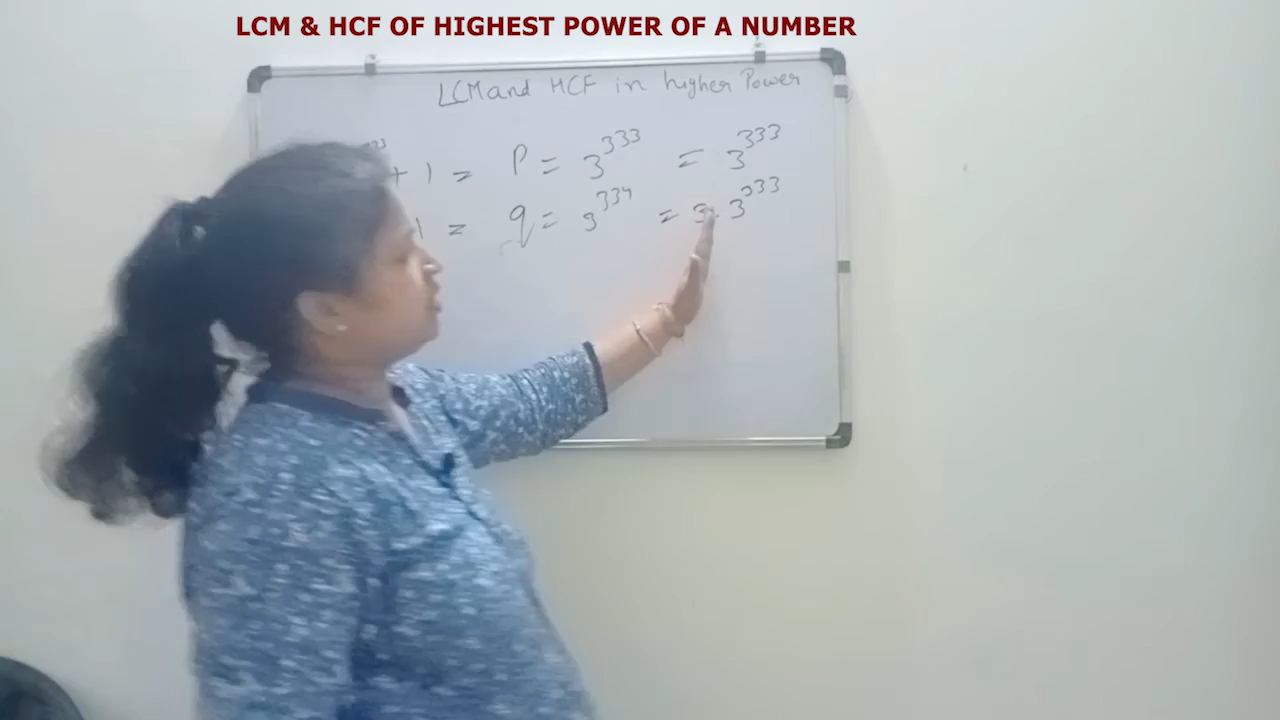 LCM & HCF OF HIGHEST POWER OF A NUMBER
LCM and HCF in higher Power
+ 1 = P = 3^333 = 3^333
1 = q = 3^334 = 3. 3^333